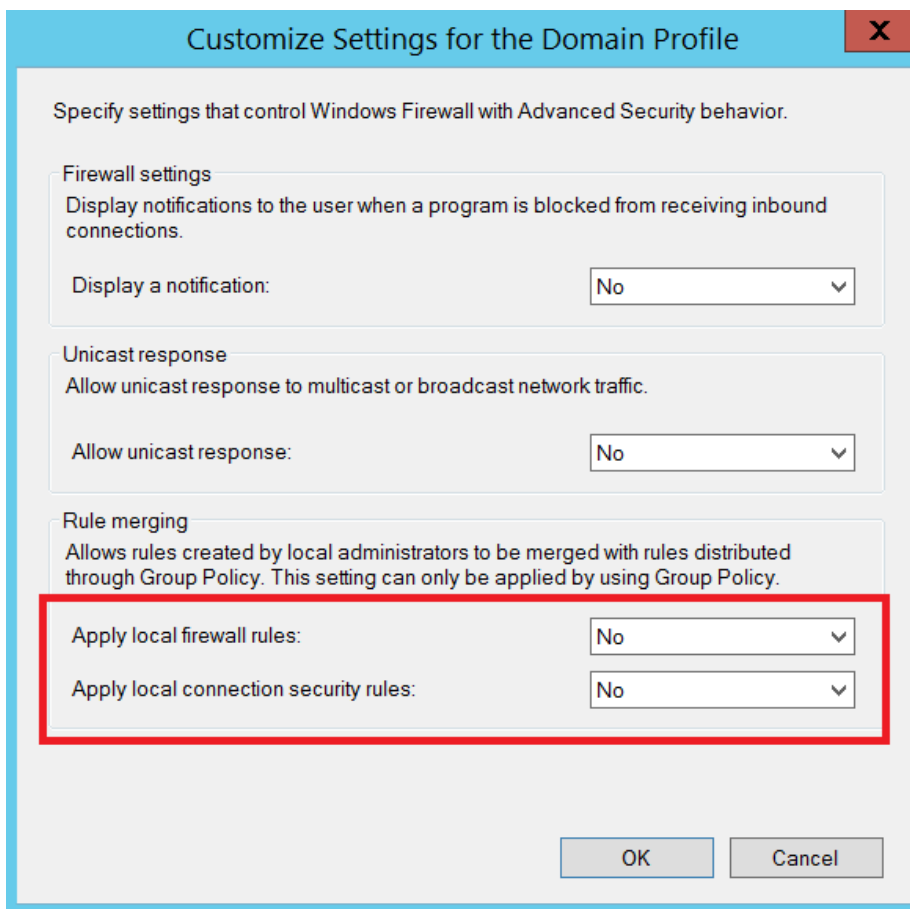 Customize Settings for the Domain Profile
X
Specify settings that control Windows Firewall with Advanced Security behavior.
Firewall settings
Display notifications to the user when a program is blocked from receiving inbound
connections.
Display a notification: No
Unicast response
Allow unicast response to multicast or broadcast network traffic.
Allow unicast response: No
Rule merging
Allows rules created by local administrators to be merged with rules distributed
through Group Policy. This setting can only be applied by using Group Policy.
Apply local firewall rules: No
Apply local connection security rules: No
OK Cancel